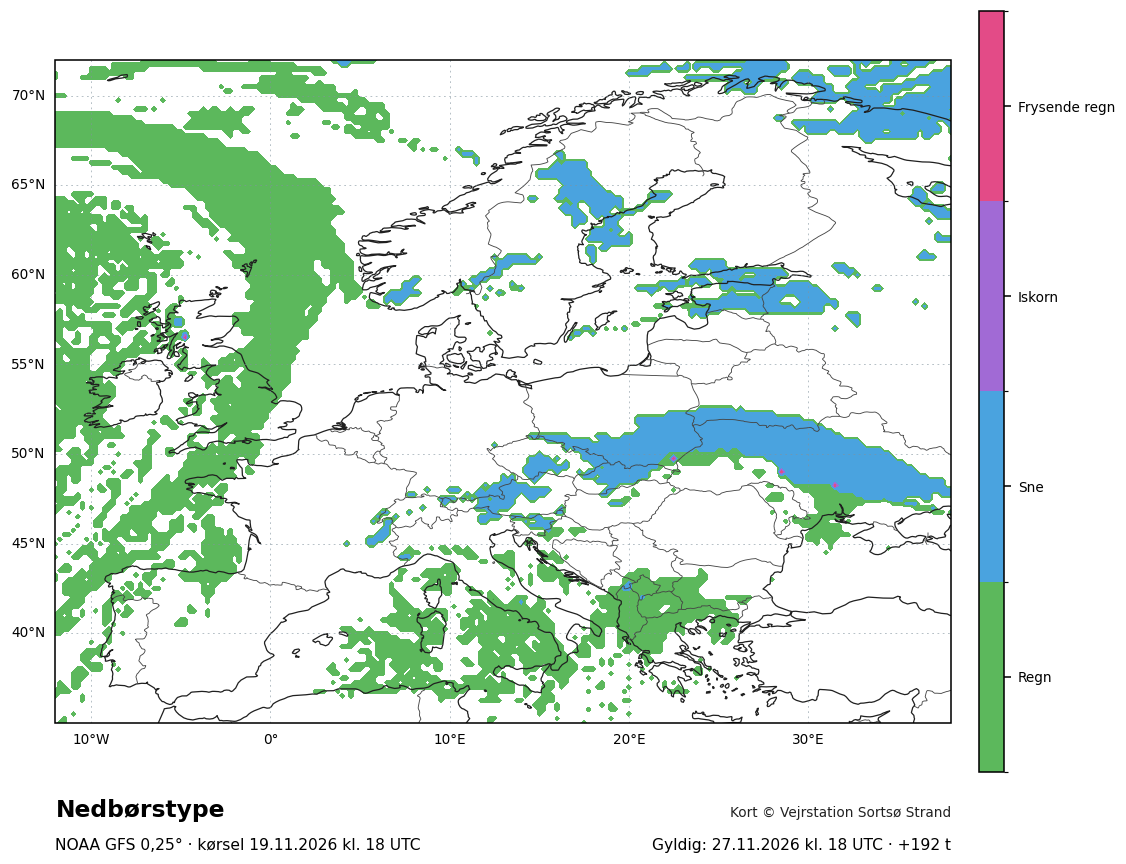 70°N
65°N
60°N
55°N
50°N
45°N
40°N
10°W
0°
10°E
20°E
30°E
Frysende regn
Iskorn
Sne
Regn
Nedbørstype
Kort © Vejrstation Sortsø Strand
NOAA GFS 0,25° · kørsel 19.11.2026 kl. 18 UTC
Gyldig: 27.11.2026 kl. 18 UTC · +192 t